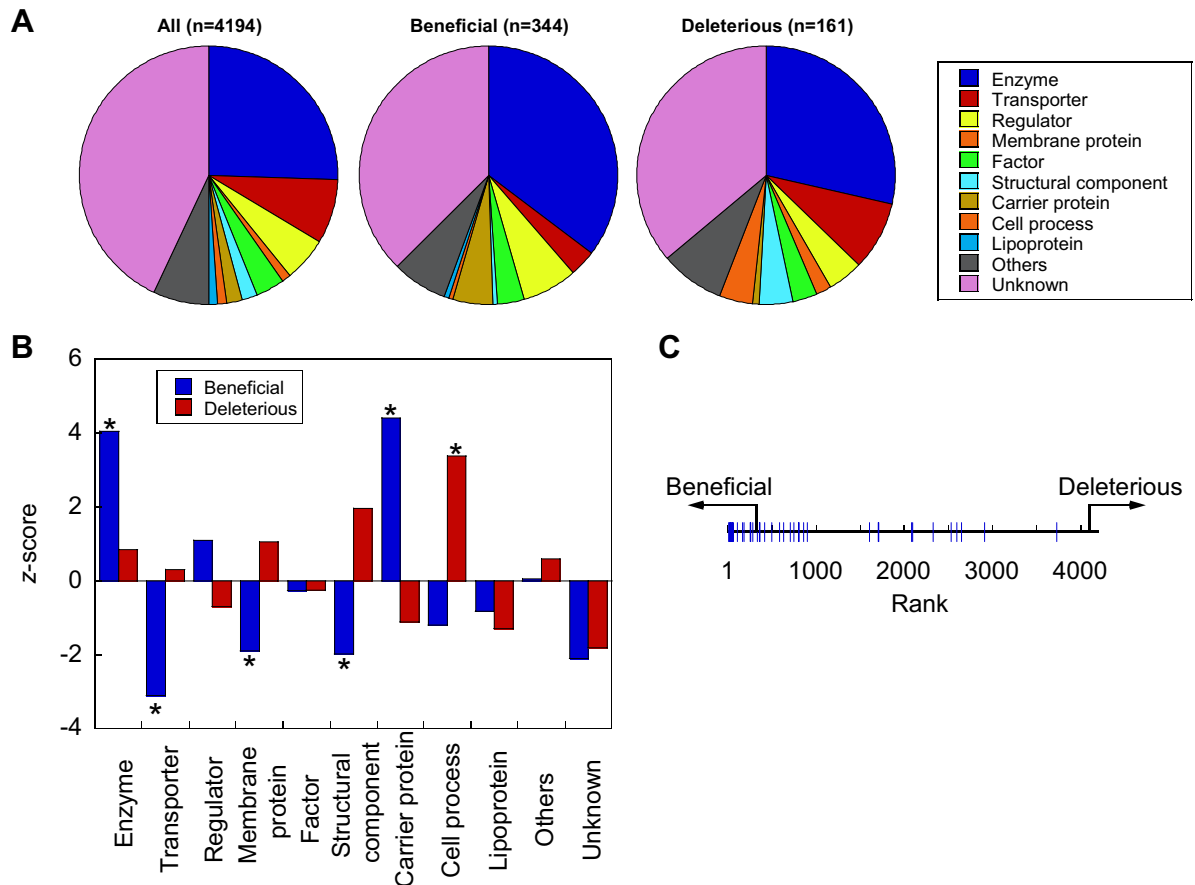 A
All (n=4194)
Beneficial (n=344)
Deleterious (n=161)
Enzyme
Transporter
Regulator
Membrane protein
Factor
Structural component
Carrier protein
Cell process
Lipoprotein
Others
Unknown
B
6
4
2
0
-2
-4
z-score
Beneficial
Deleterious
*
*
*
*
*
*
Enzyme
Transporter
Regulator
Membrane
protein
Factor
Structural
component
Carrier protein
Cell process
Lipoprotein
Others
Unknown
C
Beneficial
Deleterious
1 1000 2000 3000 4000
Rank